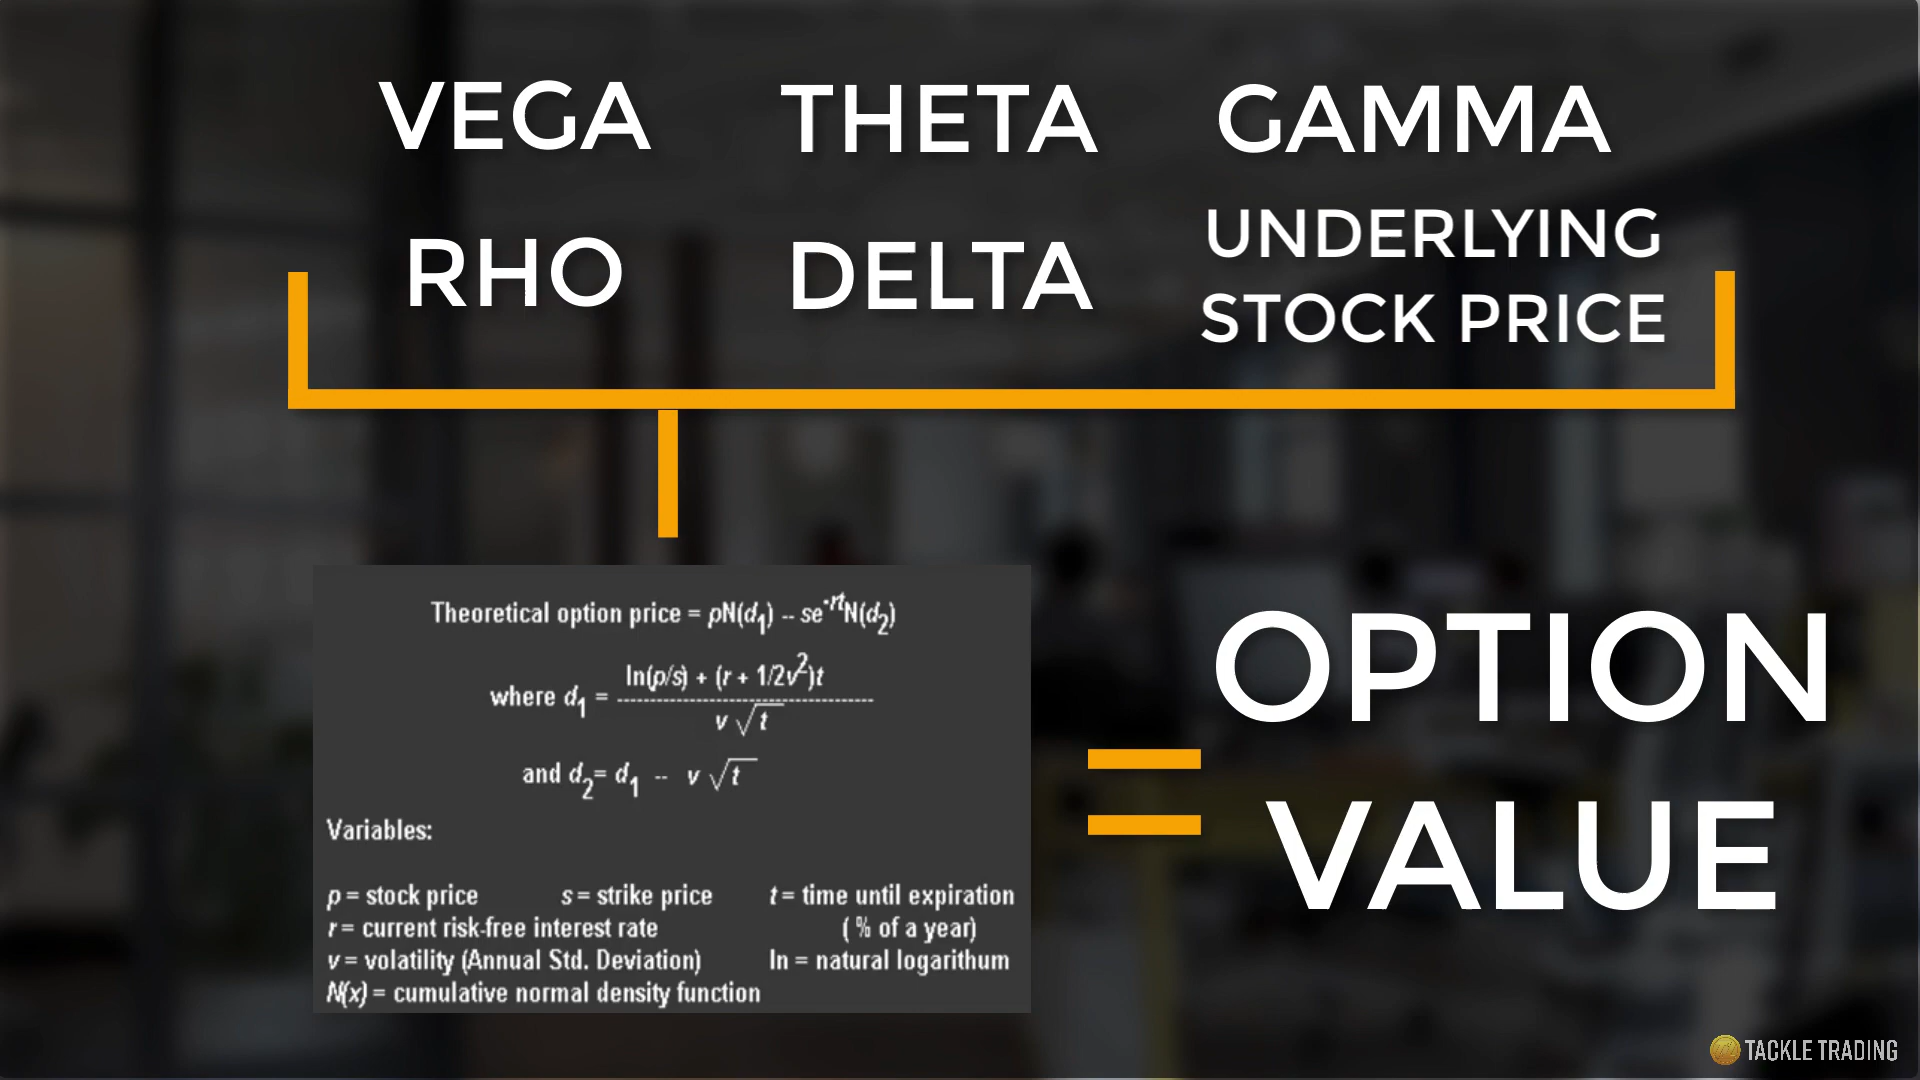 VEGA THETA GAMMA
RHO DELTA UNDERLYING
STOCK PRICE
Theoretical option price = pN(d₁) -- se⁻ʳᵗN(d₂)
where d₁ = ln(p/s) + (r + 1/2v²)t
v √t
and d₂= d₁ -- v √t
Variables:
p = stock price s = strike price t = time until expiration
r = current risk-free interest rate ( % of a year)
v = volatility (Annual Std. Deviation) ln = natural logarithum
N(x) = cumulative normal density function
=
OPTION
VALUE
TACKLE TRADING